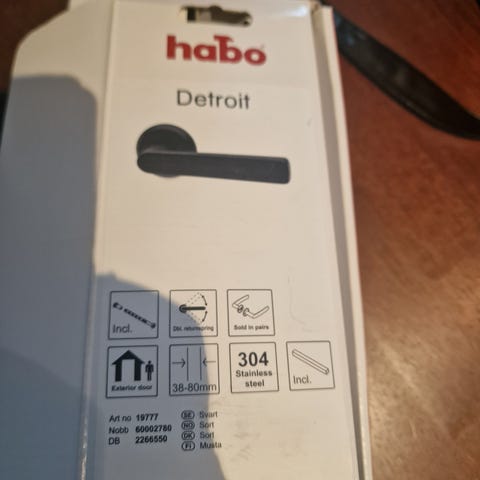 habo
Detroit
Incl.
Dbl. returnspring
Sold in pairs
Exterior door
38-80mm
304
Stainless
steel
Incl.
Art no 19777
Nobb 60002780
DB 2266550
SE Svart
NO Sort
DK Sort
FI Musta